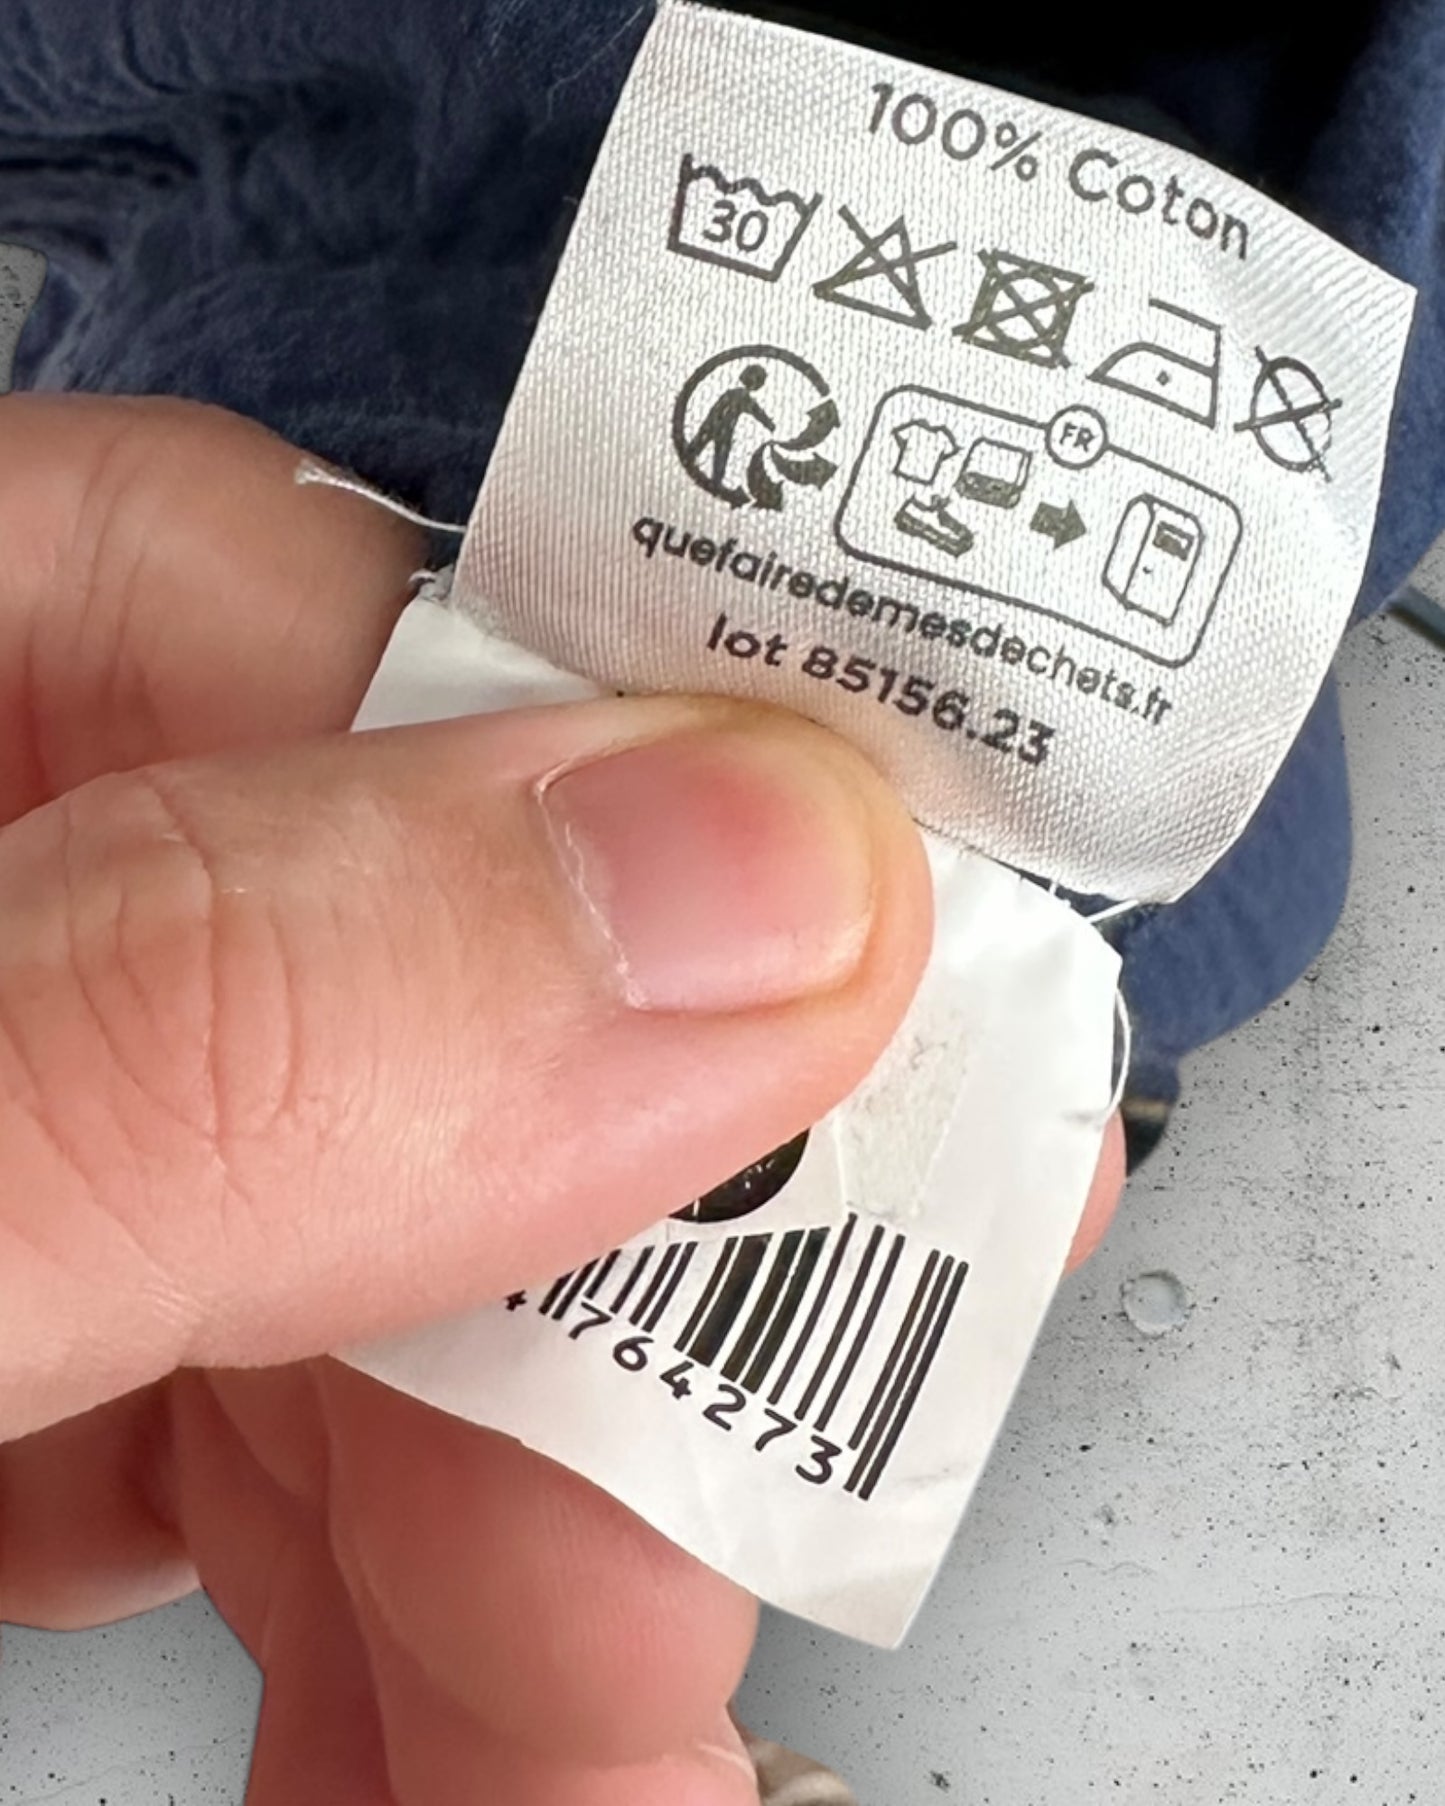 100% Coton
30
FR
quefairedemesdechets.fr
lot 85156.23
764273